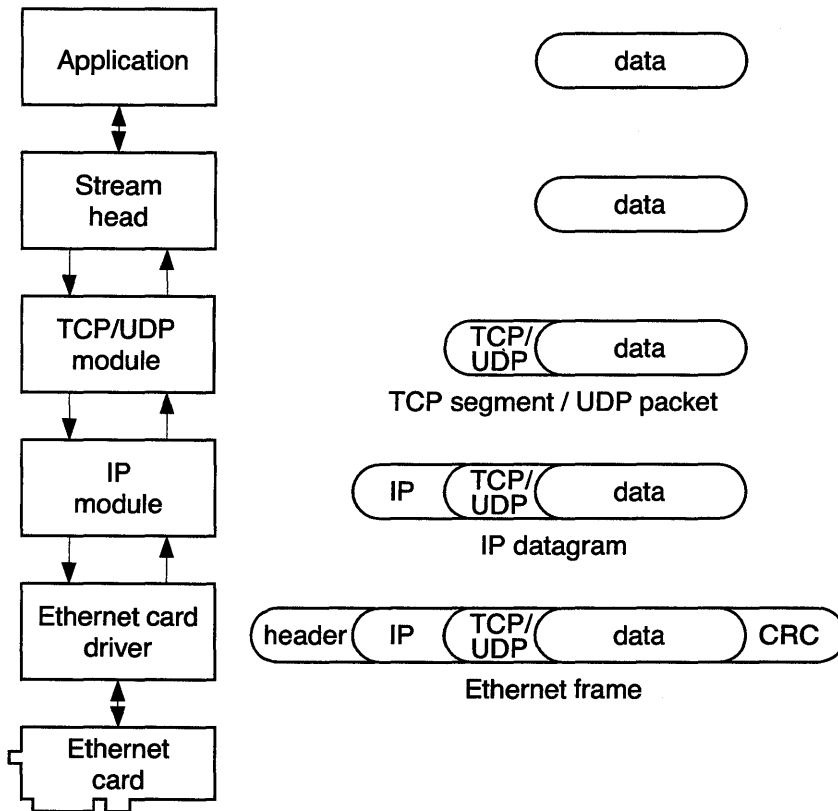 Application
data
Stream
head
data
TCP/UDP
module
TCP/
UDP
data
TCP segment / UDP packet
IP
module
IP
TCP/
UDP
data
IP datagram
Ethernet card
driver
header
IP
TCP/
UDP
data
CRC
Ethernet frame
Ethernet
card